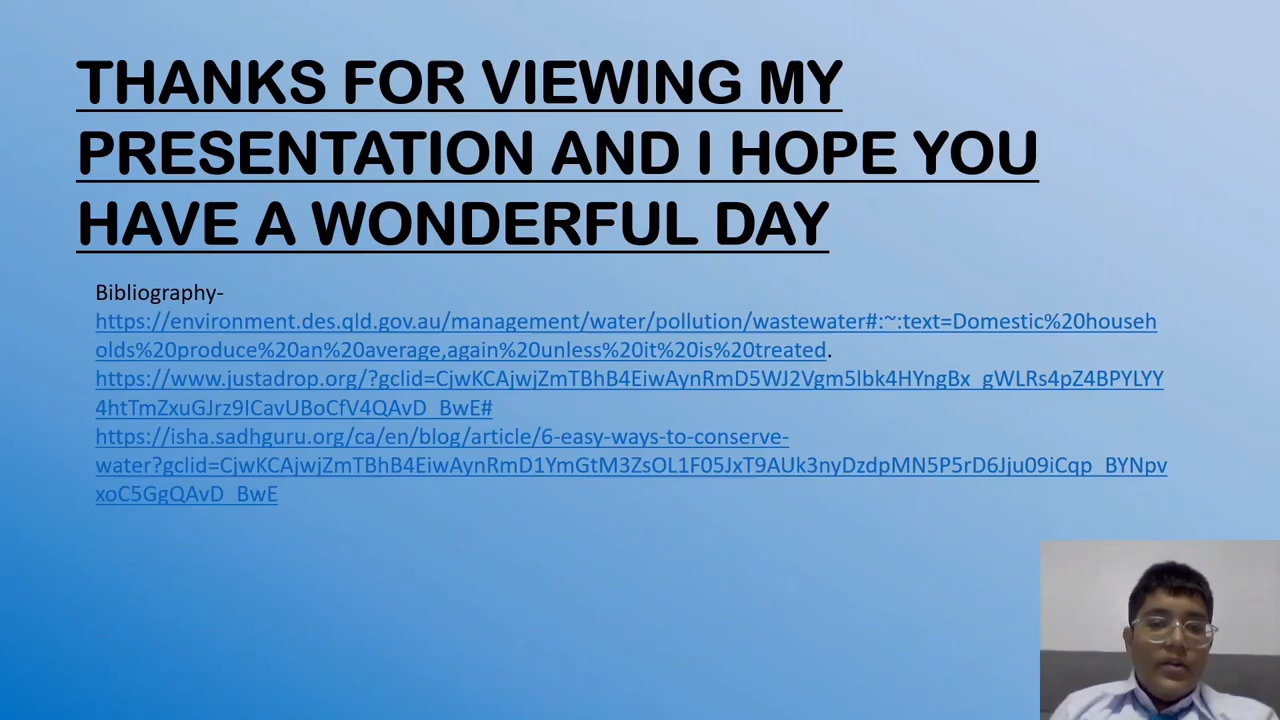 THANKS FOR VIEWING MY
PRESENTATION AND I HOPE YOU
HAVE A WONDERFUL DAY
Bibliography-
https://environment.des.qld.gov.au/management/water/pollution/wastewater#:~:text=Domestic%20househ
olds%20produce%20an%20average,again%20unless%20it%20is%20treated.
https://www.justadrop.org/?gclid=CjwKCAjwjZmTBhB4EiwAynRmD5WJ2Vgm5lbk4HYngBx_gWLRs4pZ4BPYLYY
4htTmZxuGJrz9ICavUBoCfV4QAvD_BwE#
https://isha.sadhguru.org/ca/en/blog/article/6-easy-ways-to-conserve-
water?gclid=CjwKCAjwjZmTBhB4EiwAynRmD1YmGtM3ZsOL1F05JxT9AUk3nyDzdpMN5P5rD6Jju09iCqp_BYNpv
xoC5GgQAvD_BwE